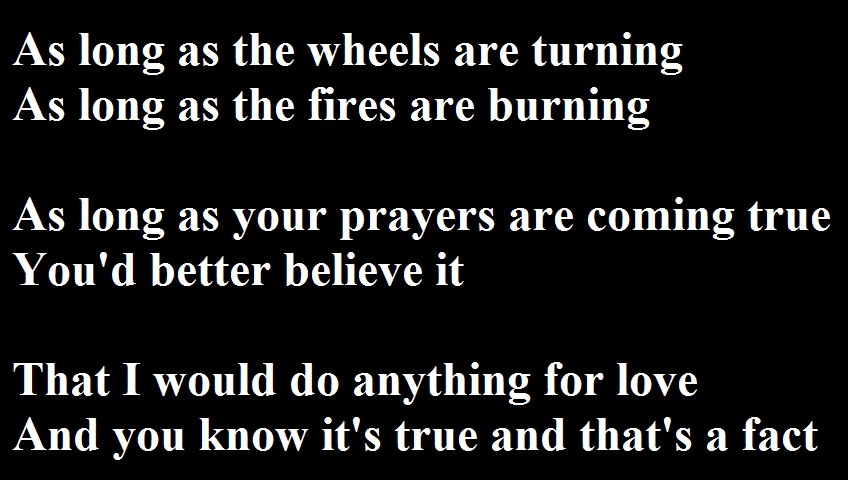 As long as the wheels are turning
As long as the fires are burning
As long as your prayers are coming true
You'd better believe it
That I would do anything for love
And you know it's true and that's a fact